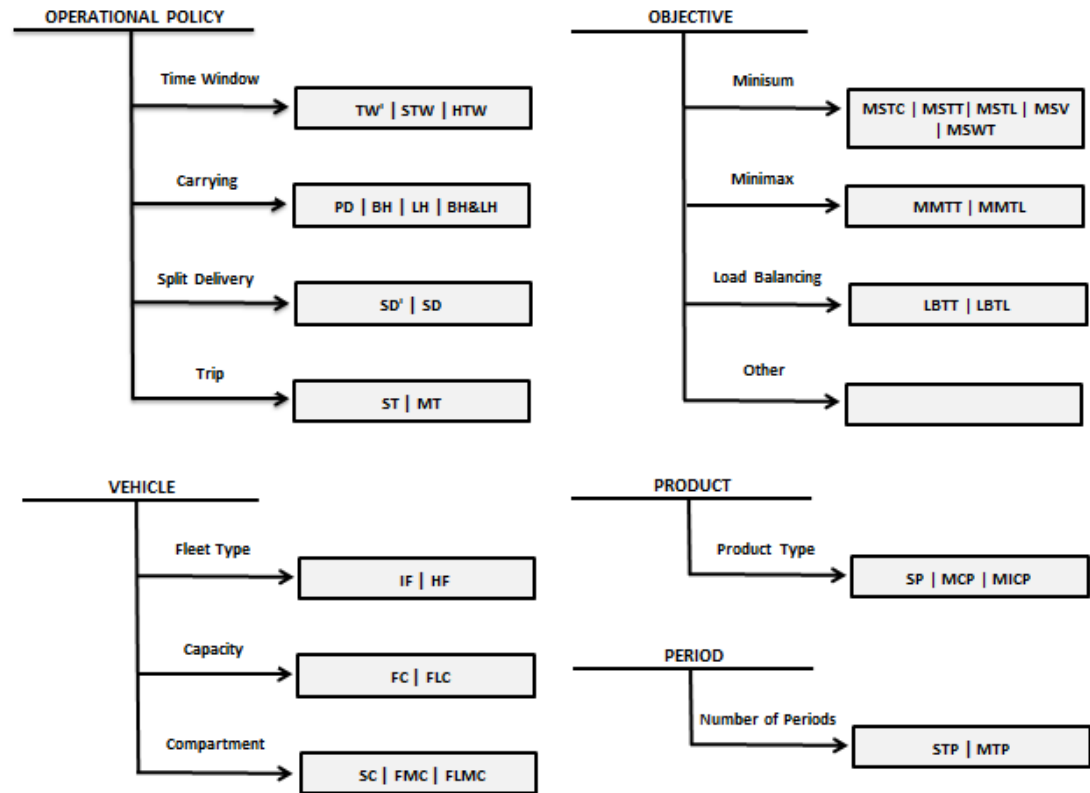 OPERATIONAL POLICY
Time Window
TW' | STW | HTW
Carrying
PD | BH | LH | BH&LH
Split Delivery
SD' | SD
Trip
ST | MT
OBJECTIVE
Minisum
MSTC | MSTT| MSTL | MSV
| MSWT
Minimax
MMTT | MMTL
Load Balancing
LBTT | LBTL
Other
VEHICLE
Fleet Type
IF | HF
Capacity
FC | FLC
Compartment
SC | FMC | FLMC
PRODUCT
Product Type
SP | MCP | MICP
PERIOD
Number of Periods
STP | MTP